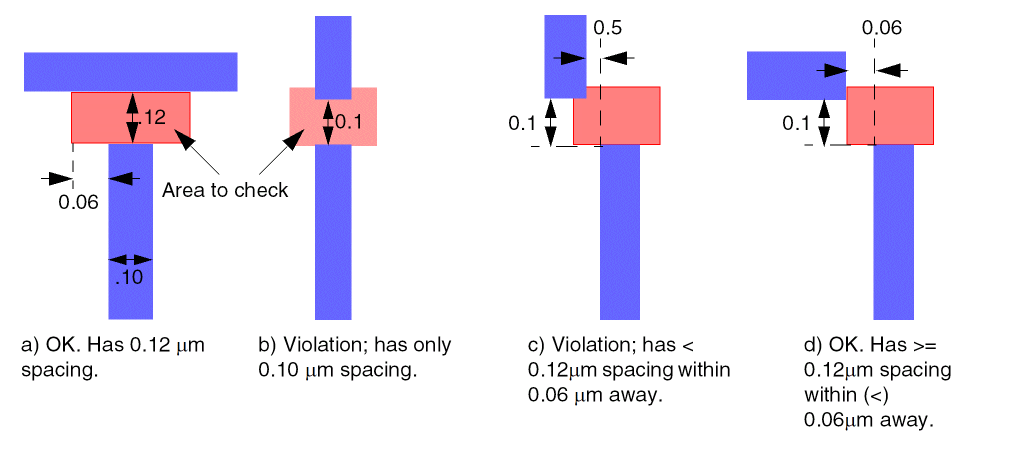 0.5
0.06
.12
0.1
0.1
0.1
0.06
Area to check
.10
a) OK. Has 0.12 μm
spacing.
b) Violation; has only
0.10 μm spacing.
c) Violation; has <
0.12μm spacing within
0.06 μm away.
d) OK. Has >=
0.12μm spacing
within (<)
0.06μm away.